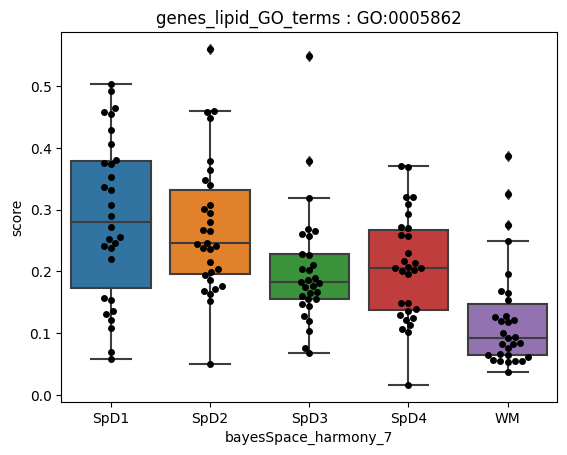 genes_lipid_GO_terms : GO:0005862
score
0.5
0.4
0.3
0.2
0.1
0.0
SpD1 SpD2 SpD3 SpD4 WM
bayesSpace_harmony_7